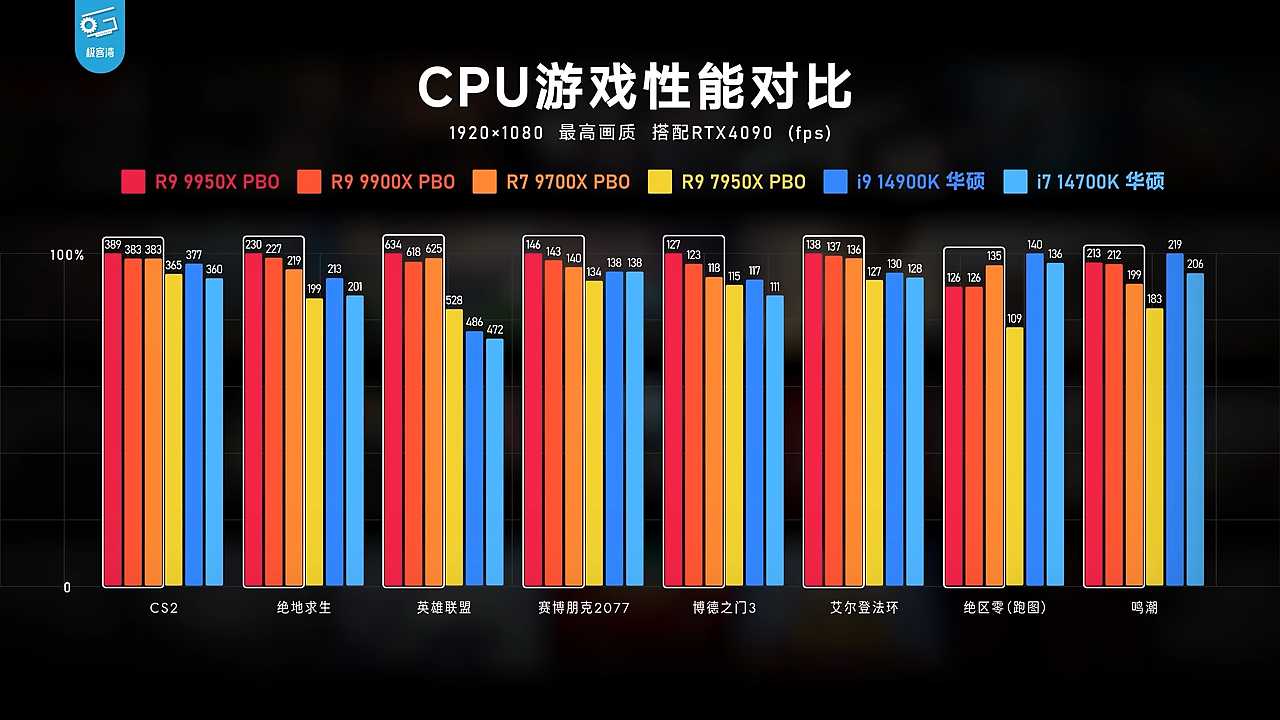 极客湾
CPU游戏性能对比
1920×1080 最高画质 搭配RTX4090 (fps)
R9 9950X PBO R9 9900X PBO R7 9700X PBO R9 7950X PBO i9 14900K 华硕 i7 14700K 华硕
100%
389 383 383 365 377 360
230 227 219 199 213 201
634 618 625 528 486 472
146 143 140 134 138 138
127 123 118 115 117 111
138 137 136 127 130 128
126 126 135 109 140 136
213 212 199 183 219 206
0
CS2 绝地求生 英雄联盟 赛博朋克2077 博德之门3 艾尔登法环 绝区零(跑图) 鸣潮